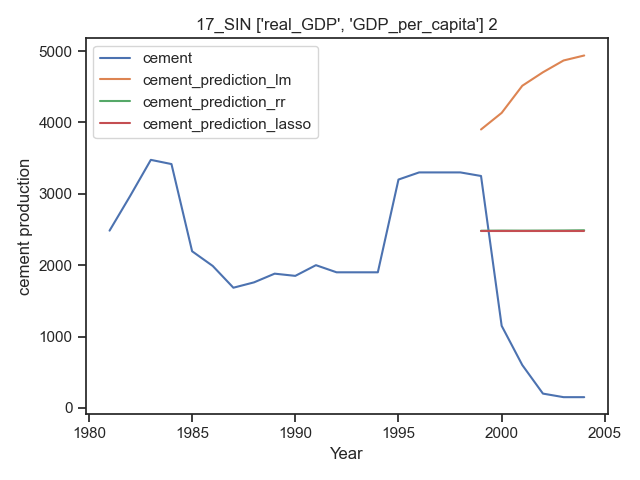 17_SIN ['real_GDP', 'GDP_per_capita'] 2
cement
cement_prediction_lm
cement_prediction_rr
cement_prediction_lasso
cement production
5000
4000
3000
2000
1000
0
1980
1985
1990
1995
2000
2005
Year